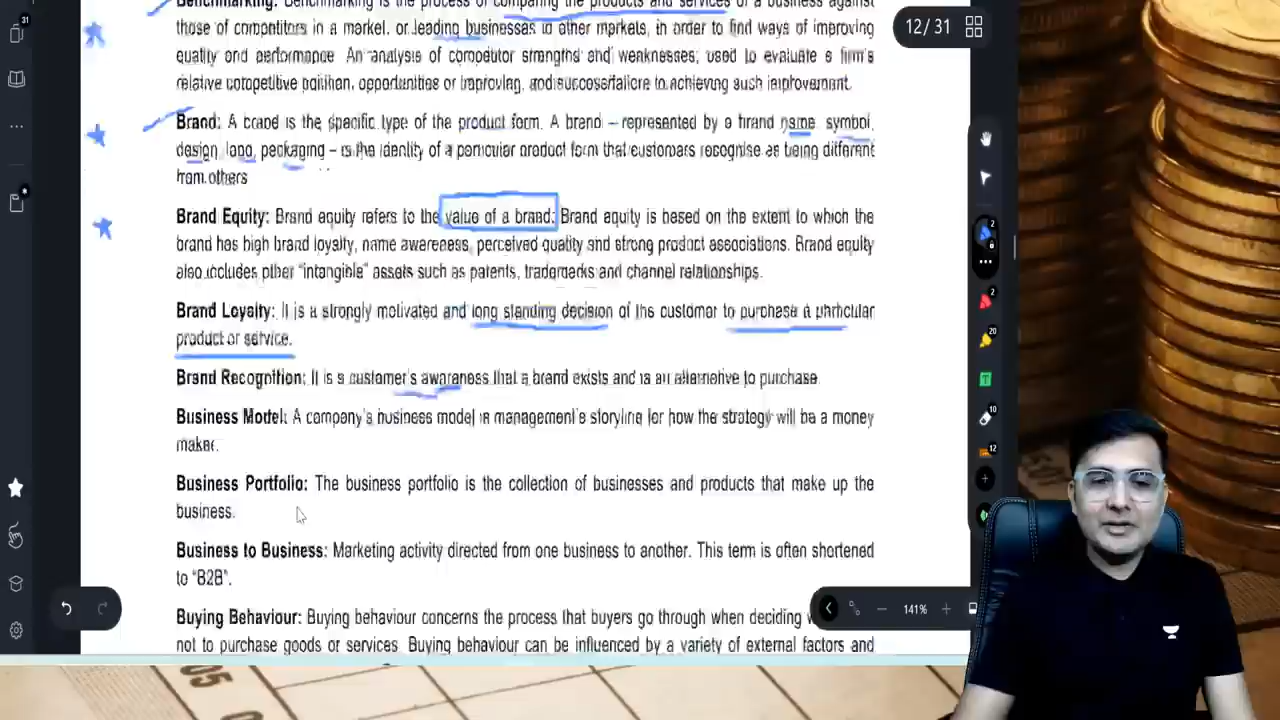 31
12/31
Benchmarking: Benchmarking is the process of comparing the products and services of a business against
those of competitors in a market, or leading businesses in other markets, in order to find ways of improving
quality and performance. An analysis of competitor strengths and weaknesses; used to evaluate a firm's
relative competitive position, opportunities or improving, and success/failure to achieving such improvement.
Brand: A brand is the specific type of the product form. A brand – represented by a brand name, symbol,
design, logo, packaging – is the identity of a particular product form that customers recognise as being different
from others
Brand Equity: Brand equity refers to the value of a brand. Brand equity is based on the extent to which the
brand has high brand loyalty, name awareness, perceived quality and strong product associations. Brand equity
also includes other "intangible" assets such as patents, trademarks and channel relationships.
Brand Loyalty: It is a strongly motivated and long standing decision of the customer to purchase a particular
product or service.
Brand Recognition: It is a customer's awareness that a brand exists and is an alternative to purchase.
Business Model: A company's business model is management's storyline for how the strategy will be a money
maker.
Business Portfolio: The business portfolio is the collection of businesses and products that make up the
business.
Business to Business: Marketing activity directed from one business to another. This term is often shortened
to "B2B".
Buying Behaviour: Buying behaviour concerns the process that buyers go through when deciding
not to purchase goods or services. Buying behaviour can be influenced by a variety of external factors and
2
2
20
T
10
12
141%
05